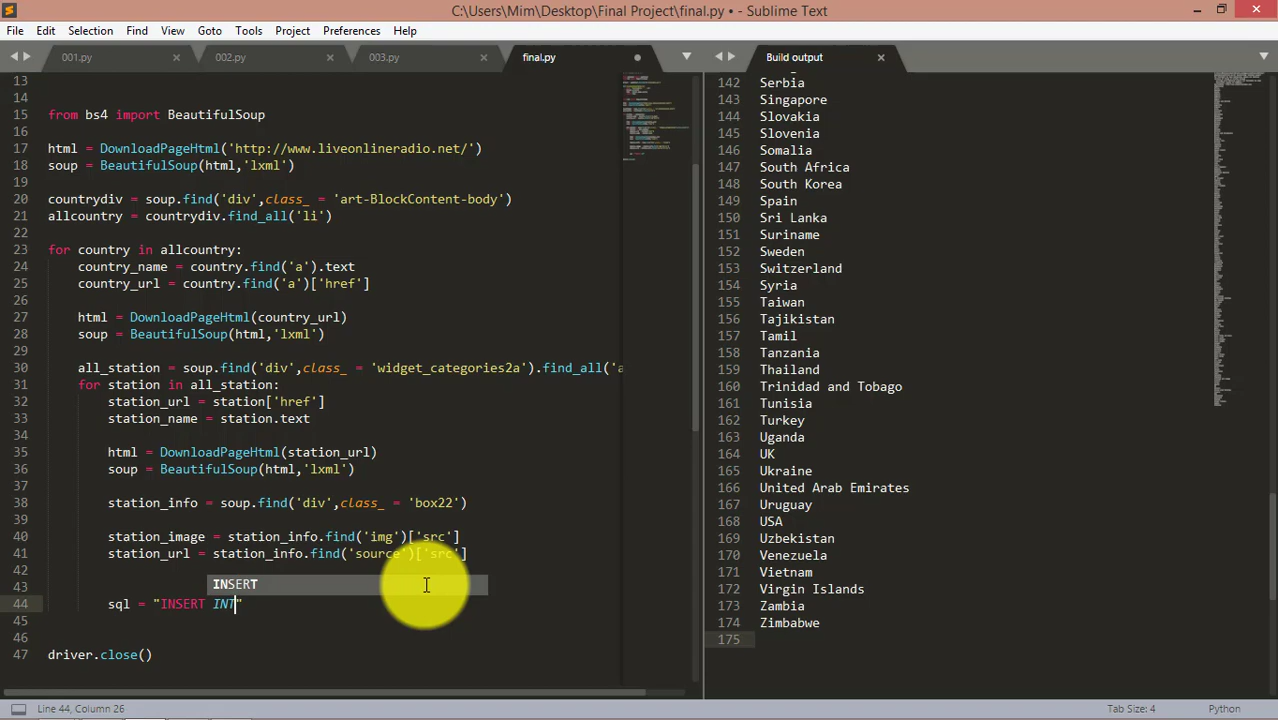 C:\Users\Mim\Desktop\Final Project\final.py • - Sublime Text
File Edit Selection Find View Goto Tools Project Preferences Help
001.py 002.py 003.py final.py
13
14
15 from bs4 import BeautifulSoup
16
17 html = DownloadPageHtml('http://www.liveonlineradio.net/')
18 soup = BeautifulSoup(html,'lxml')
19
20 countrydiv = soup.find('div',class_ = 'art-BlockContent-body')
21 allcountry = countrydiv.find_all('li')
22
23 for country in allcountry:
24 country_name = country.find('a').text
25 country_url = country.find('a')['href']
26
27 html = DownloadPageHtml(country_url)
28 soup = BeautifulSoup(html,'lxml')
29
30 all_station = soup.find('div',class_ = 'widget_categories2a').find_all('a
31 for station in all_station:
32 station_url = station['href']
33 station_name = station.text
34
35 html = DownloadPageHtml(station_url)
36 soup = BeautifulSoup(html,'lxml')
37
38 station_info = soup.find('div',class_ = 'box22')
39
40 station_image = station_info.find('img')['src']
41 station_url = station_info.find('source')['src']
42
43
INSERT
44 sql = "INSERT INT"
45
46
47 driver.close()
Build output
142 Serbia
143 Singapore
144 Slovakia
145 Slovenia
146 Somalia
147 South Africa
148 South Korea
149 Spain
150 Sri Lanka
151 Suriname
152 Sweden
153 Switzerland
154 Syria
155 Taiwan
156 Tajikistan
157 Tamil
158 Tanzania
159 Thailand
160 Trinidad and Tobago
161 Tunisia
162 Turkey
163 Uganda
164 UK
165 Ukraine
166 United Arab Emirates
167 Uruguay
168 USA
169 Uzbekistan
170 Venezuela
171 Vietnam
172 Virgin Islands
173 Zambia
174 Zimbabwe
175
Line 44, Column 26
Tab Size: 4 Python